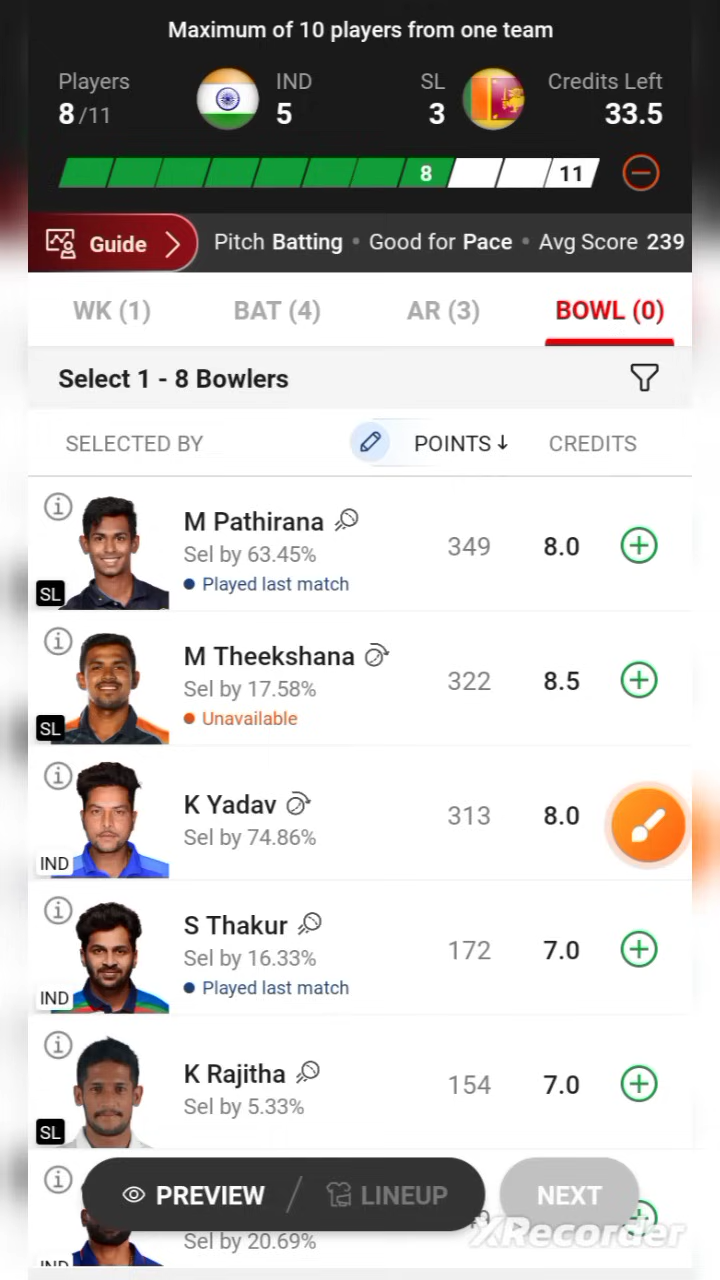 Maximum of 10 players from one team
Players
8/11
IND
5
SL
3
Credits Left
33.5
8
11
Guide
Pitch Batting • Good for Pace • Avg Score 239
WK (1)
BAT (4)
AR (3)
BOWL (0)
Select 1 - 8 Bowlers
SELECTED BY
POINTS↓
CREDITS
M Pathirana
Sel by 63.45%
Played last match
SL
349
8.0
M Theekshana
Sel by 17.58%
Unavailable
SL
322
8.5
K Yadav
Sel by 74.86%
IND
313
8.0
S Thakur
Sel by 16.33%
Played last match
IND
172
7.0
K Rajitha
Sel by 5.33%
SL
154
7.0
PREVIEW / LINEUP
NEXT
Sel by 20.69%
XRecorder
IND